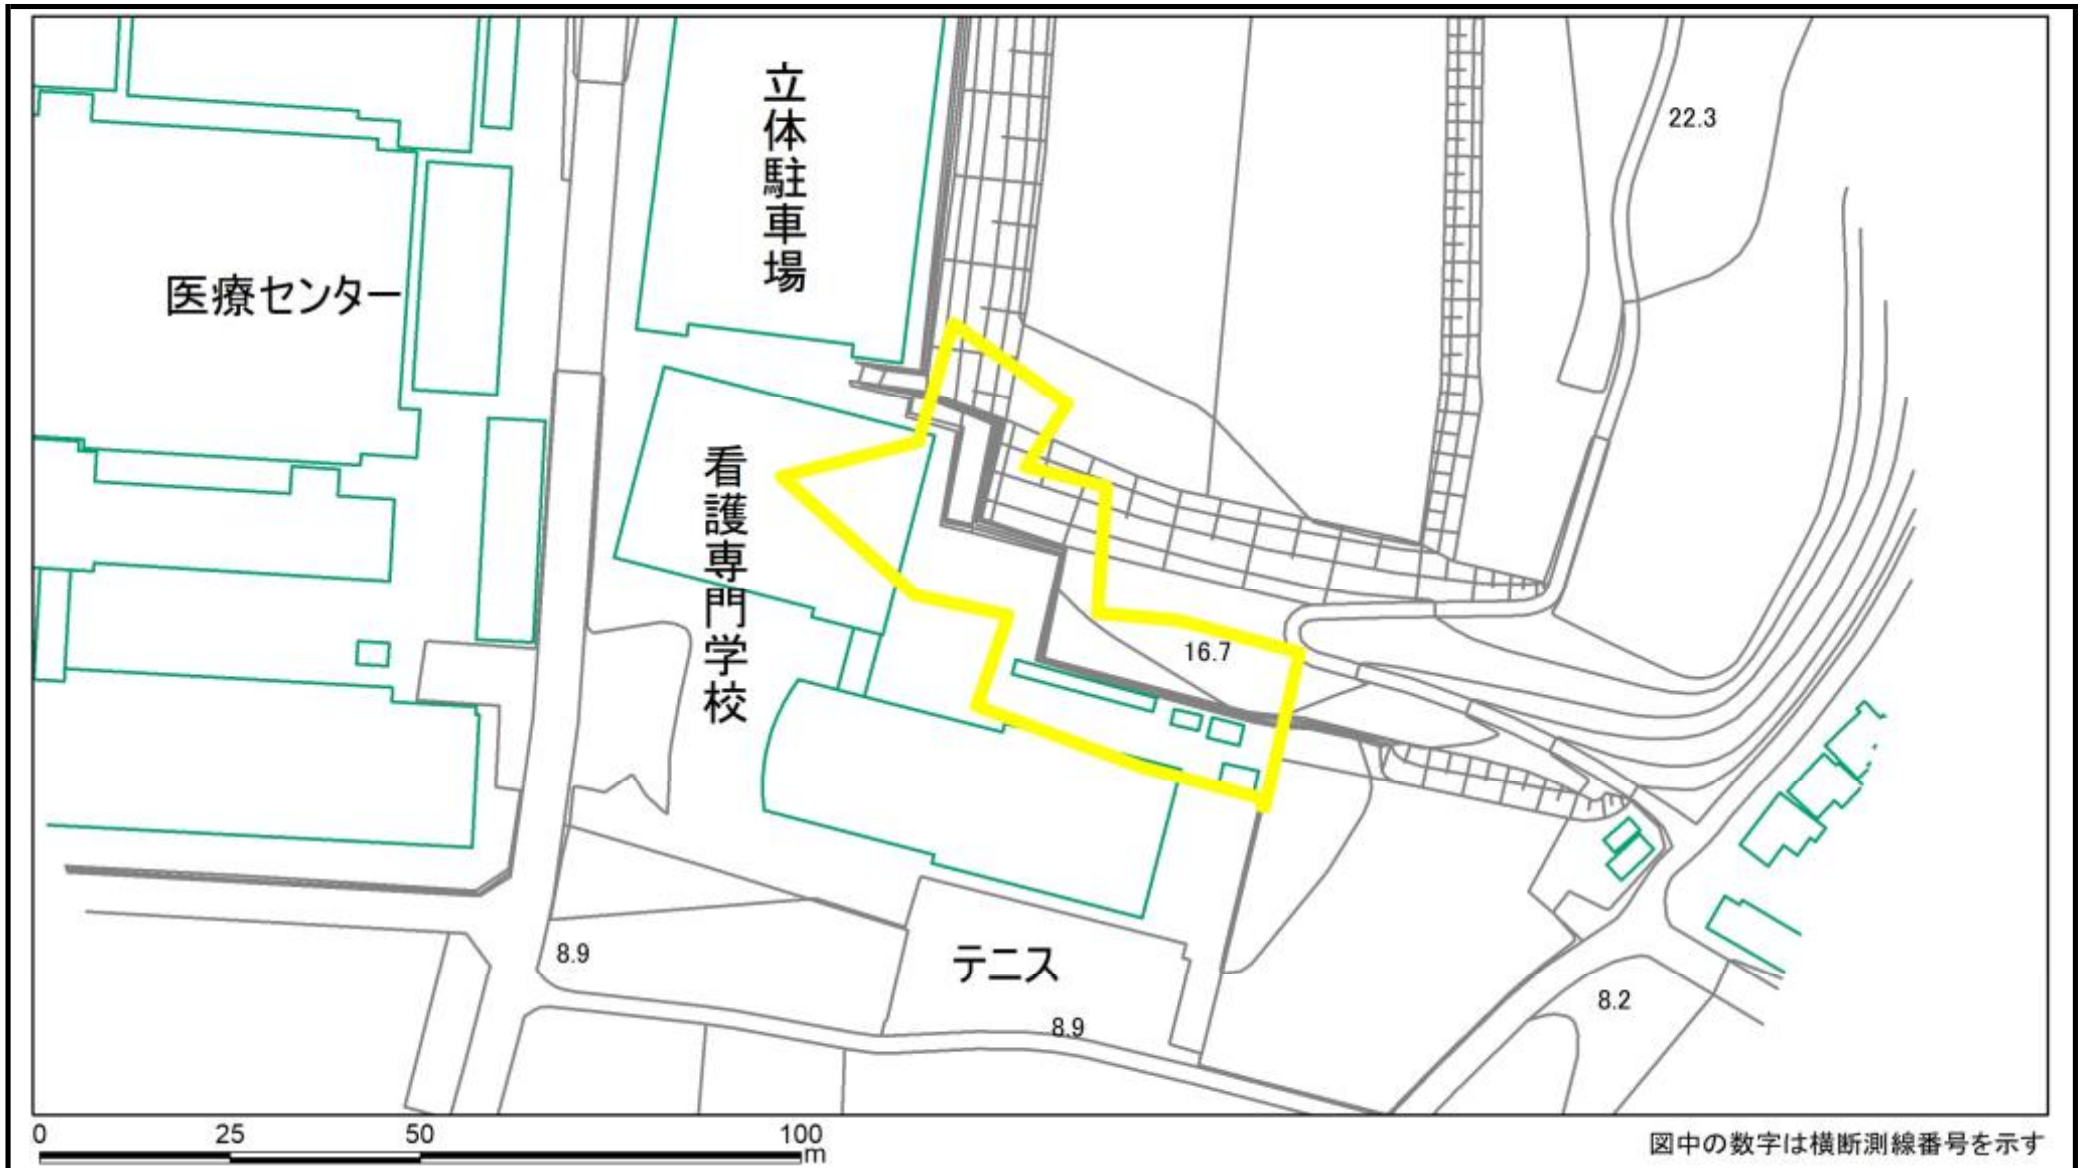 立体駐車場
22.3
医療センター
看護専門学校
16.7
8.9
テニス
8.2
8.9
0 25 50 100
m
図中の数字は横断測線番号を示す